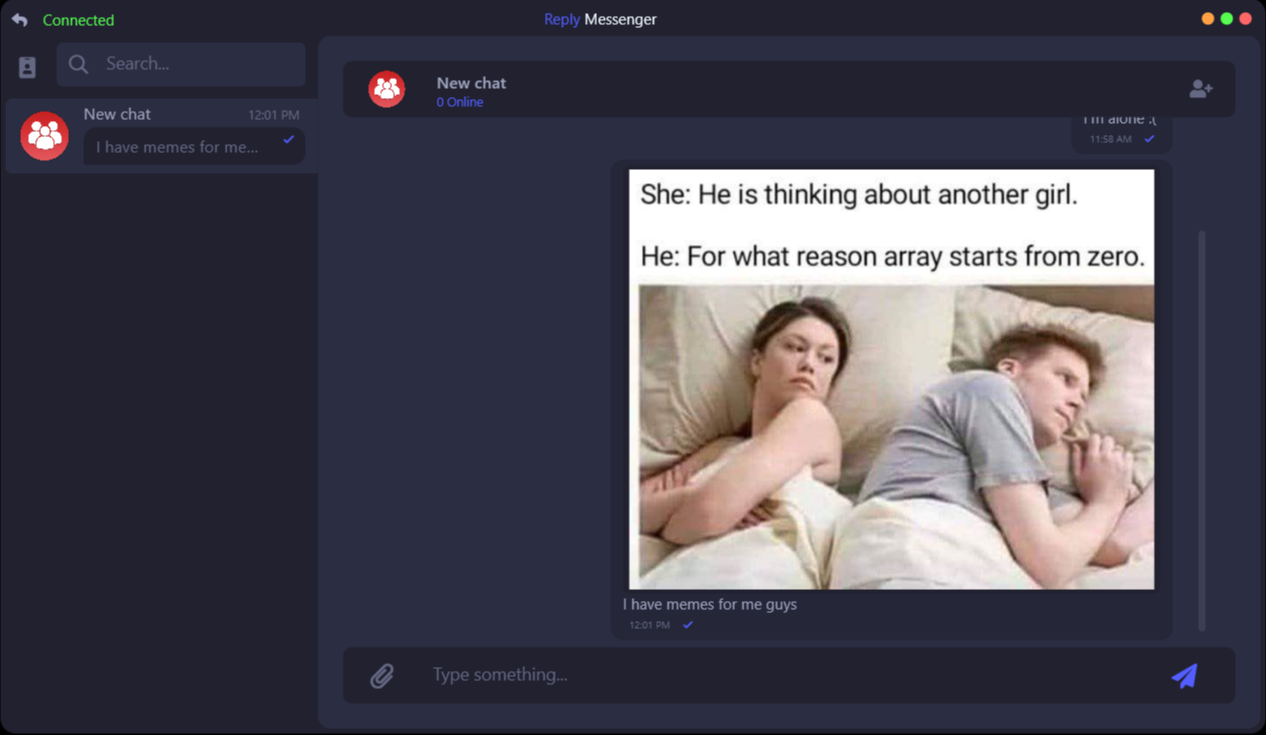 Connected
Reply Messenger
Search...
New chat
12:01 PM
I have memes for me...
New chat
0 Online
I'm alone :(
11:58 AM
She: He is thinking about another girl.
He: For what reason array starts from zero.
I have memes for me guys
12:01 PM
Type something...